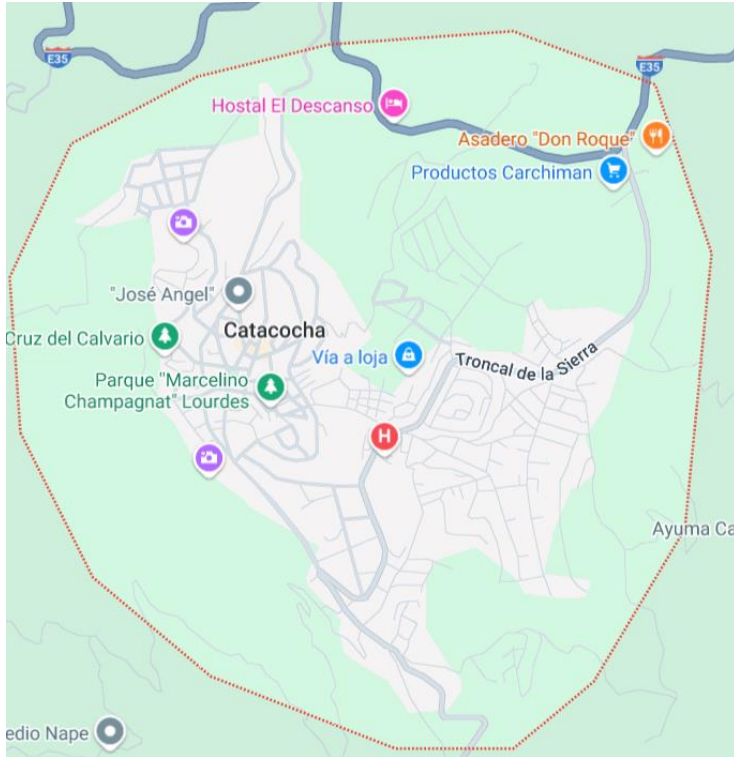 E35
E35
Hostal El Descanso
Asadero "Don Roque"
Productos Carchiman
"José Angel"
Catacocha
Cruz del Calvario
Vía a loja
Troncal de la Sierra
Parque "Marcelino
Champagnat" Lourdes
H
Ayuma Ca
edio Nape